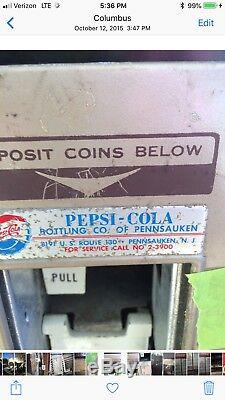 Verizon LTE 5:36 PM 99%
Columbus
October 12, 2015 3:47 PM
POSIT COINS BELOW
PEPSI-COLA
BOTTLING CO. OF PENNSAUKEN
8191 U.S. ROUTE 130 PENNSAUKEN, N. J.
FOR SERVICE CALL NO 2-3900
PULL